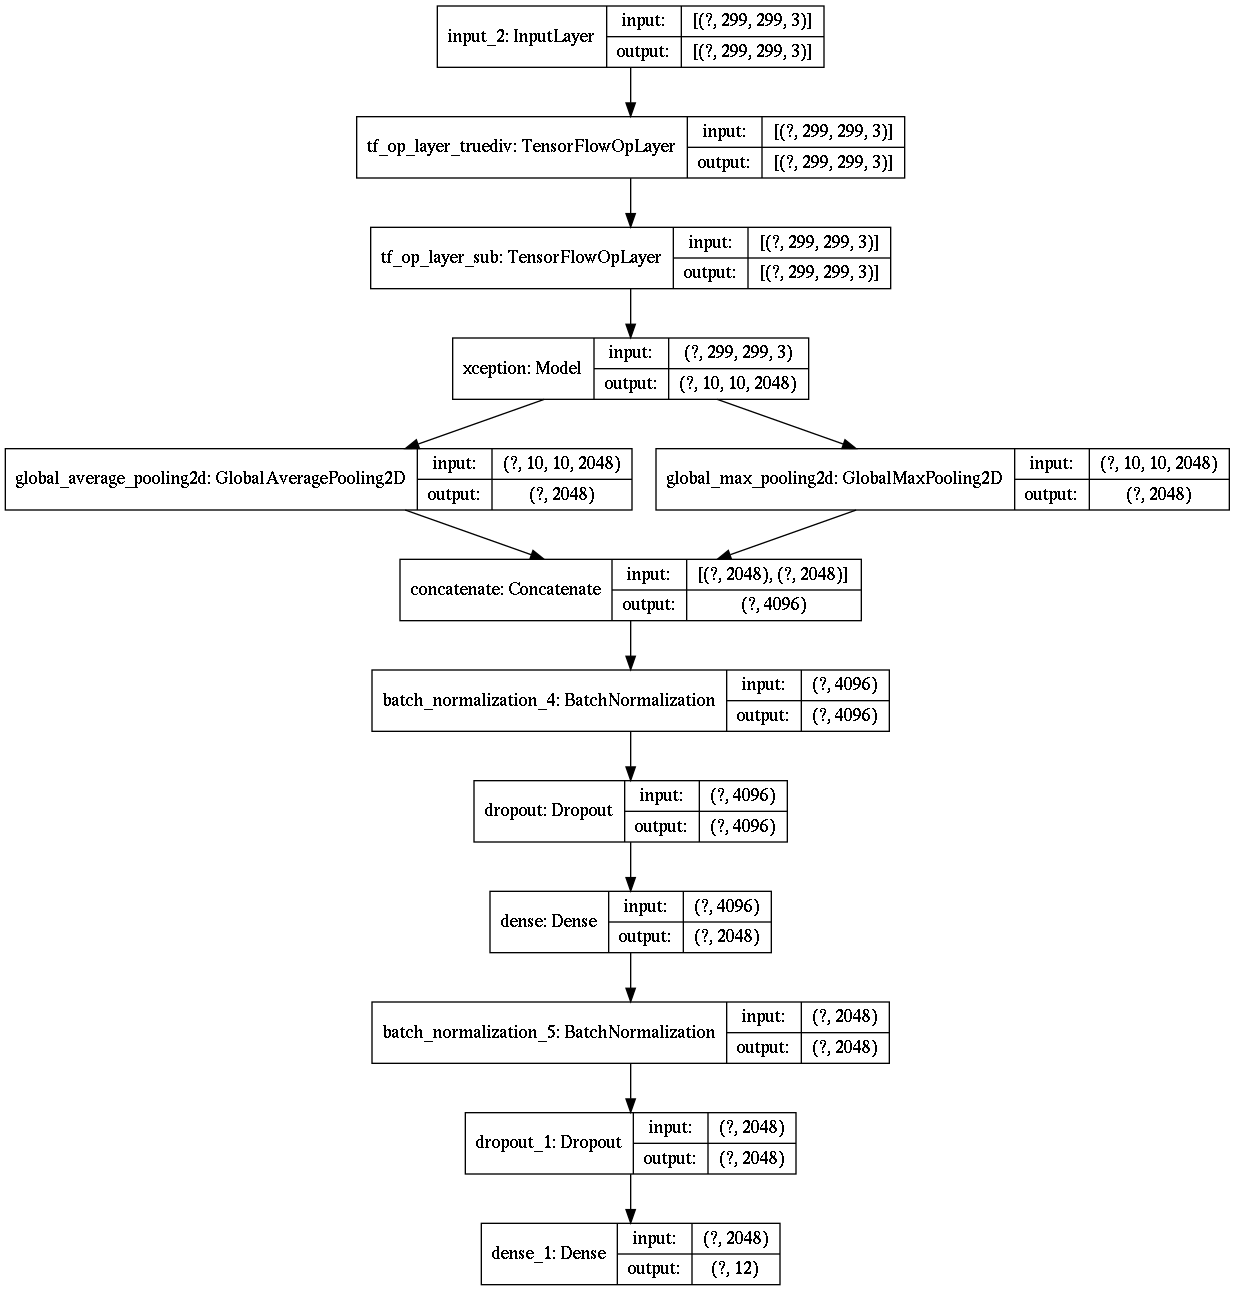 input_2: InputLayer
input: [(?, 299, 299, 3)]
output: [(?, 299, 299, 3)]
tf_op_layer_truediv: TensorFlowOpLayer
input: [(?, 299, 299, 3)]
output: [(?, 299, 299, 3)]
tf_op_layer_sub: TensorFlowOpLayer
input: [(?, 299, 299, 3)]
output: [(?, 299, 299, 3)]
xception: Model
input: (?, 299, 299, 3)
output: (?, 10, 10, 2048)
global_average_pooling2d: GlobalAveragePooling2D
input: (?, 10, 10, 2048)
output: (?, 2048)
global_max_pooling2d: GlobalMaxPooling2D
input: (?, 10, 10, 2048)
output: (?, 2048)
concatenate: Concatenate
input: [(?, 2048), (?, 2048)]
output: (?, 4096)
batch_normalization_4: BatchNormalization
input: (?, 4096)
output: (?, 4096)
dropout: Dropout
input: (?, 4096)
output: (?, 4096)
dense: Dense
input: (?, 4096)
output: (?, 2048)
batch_normalization_5: BatchNormalization
input: (?, 2048)
output: (?, 2048)
dropout_1: Dropout
input: (?, 2048)
output: (?, 2048)
dense_1: Dense
input: (?, 2048)
output: (?, 12)